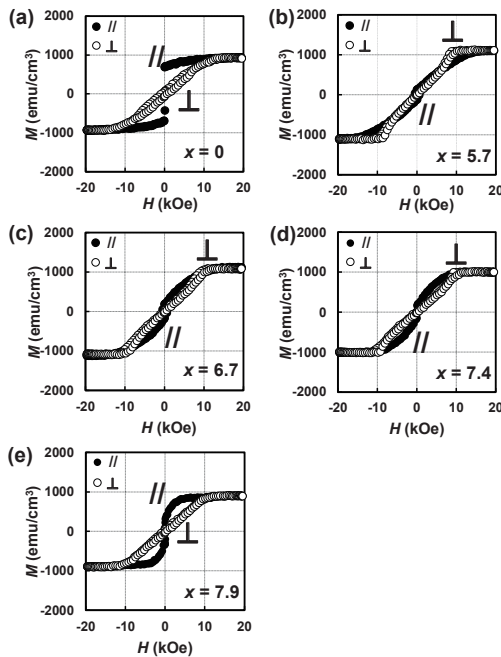 (a)
● //
○ ⊥
//
⊥
x = 0
M (emu/cm³)
2000
1000
0
-1000
-2000
-20 -10 0 10 20
H (kOe)
(b)
● //
○ ⊥
⊥
//
x = 5.7
M (emu/cm³)
2000
1000
0
-1000
-2000
-20 -10 0 10 20
H (kOe)
(c)
● //
○ ⊥
⊥
//
x = 6.7
M (emu/cm³)
2000
1000
0
-1000
-2000
-20 -10 0 10 20
H (kOe)
(d)
● //
○ ⊥
⊥
//
x = 7.4
M (emu/cm³)
2000
1000
0
-1000
-2000
-20 -10 0 10 20
H (kOe)
(e)
● //
○ ⊥
//
⊥
x = 7.9
M (emu/cm³)
2000
1000
0
-1000
-2000
-20 -10 0 10 20
H (kOe)